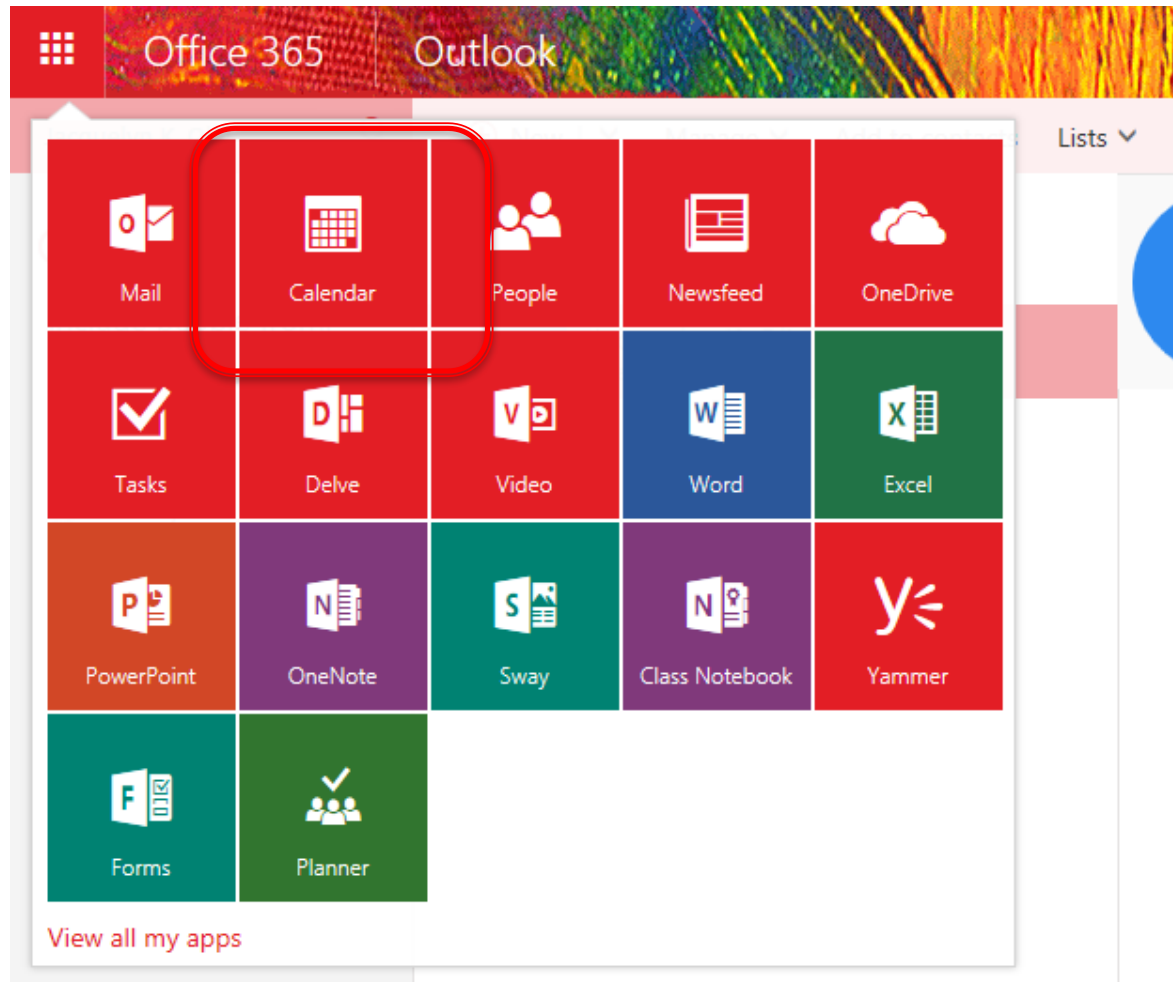 Office 365 Outlook
Lists
Mail Calendar People Newsfeed OneDrive
Tasks Delve Video Word Excel
PowerPoint OneNote Sway Class Notebook Yammer
Forms Planner
View all my apps